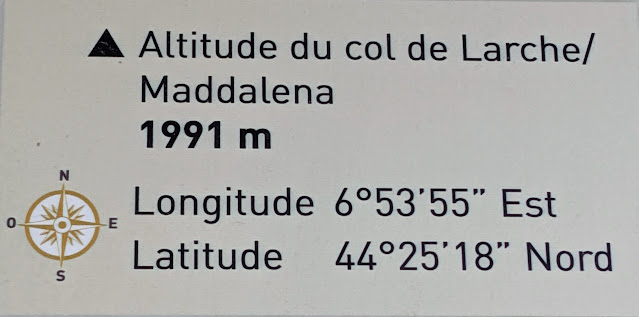 Altitude du col de Larche/
Maddalena
1991 m
N
O E
S
Longitude 6°53’55” Est
Latitude 44°25’18” Nord